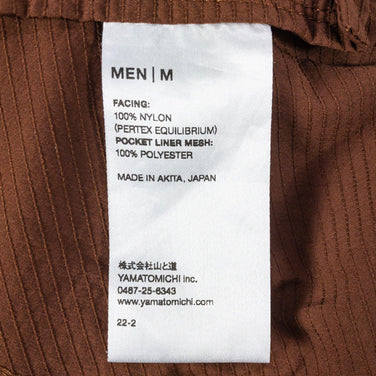 MEN | M
FACING:
100% NYLON
(PERTEX EQUILIBRIUM)
POCKET LINER MESH:
100% POLYESTER
MADE IN AKITA, JAPAN
株式会社山と道
YAMATOMICHI inc.
0467-25-6343
www.yamatomichi.com
22-2